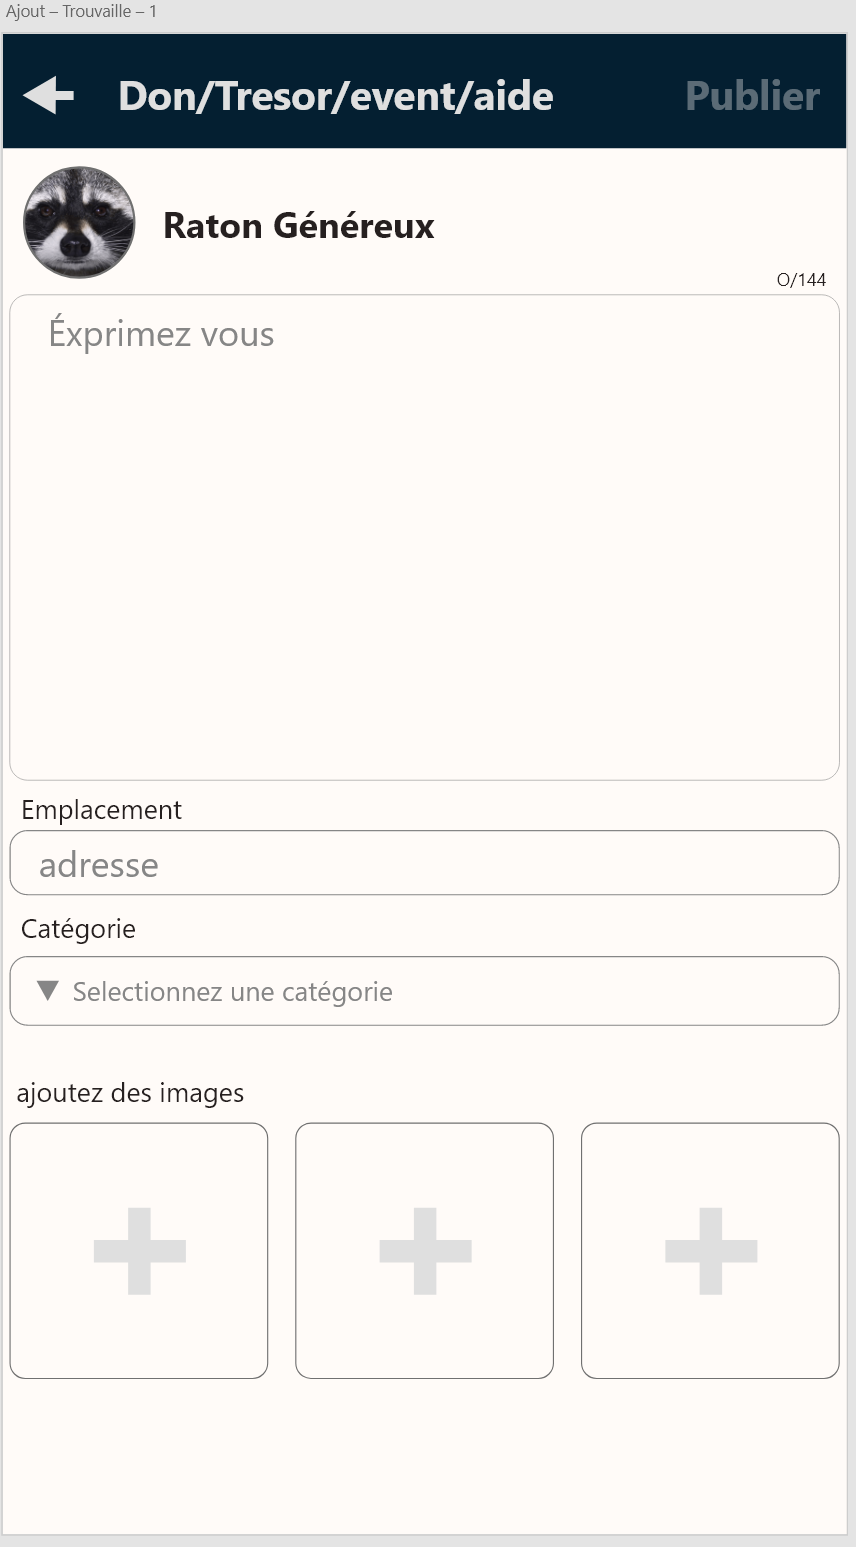 Ajout – Trouvaille – 1
Don/Tresor/event/aide
Publier
Raton Généreux
O/144
Éxprimez vous
Emplacement
adresse
Catégorie
Selectionnez une catégorie
ajoutez des images